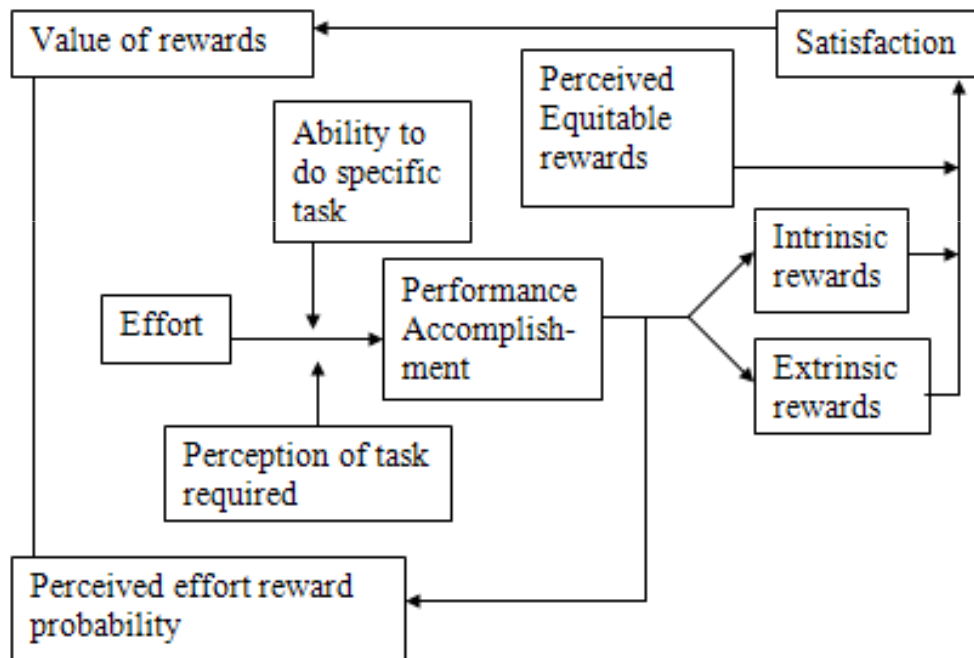 Value of rewards
Satisfaction
Perceived
Equitable
rewards
Ability to
do specific
task
Intrinsic
rewards
Effort
Performance
Accomplish-
ment
Extrinsic
rewards
Perception of task
required
Perceived effort reward
probability